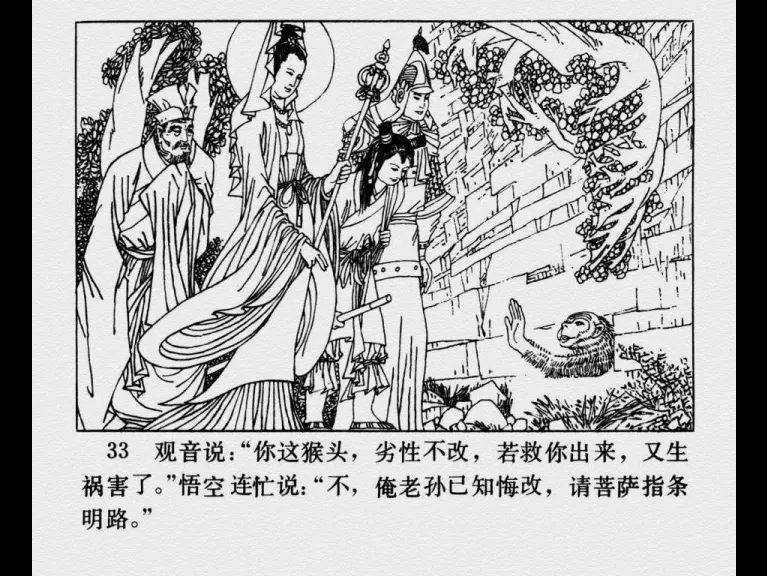 33 观音说：“你这猴头，劣性不改，若救你出来，又生
祸害了。”悟空连忙说：“不，俺老孙已知悔改，请菩萨指条
明路。”